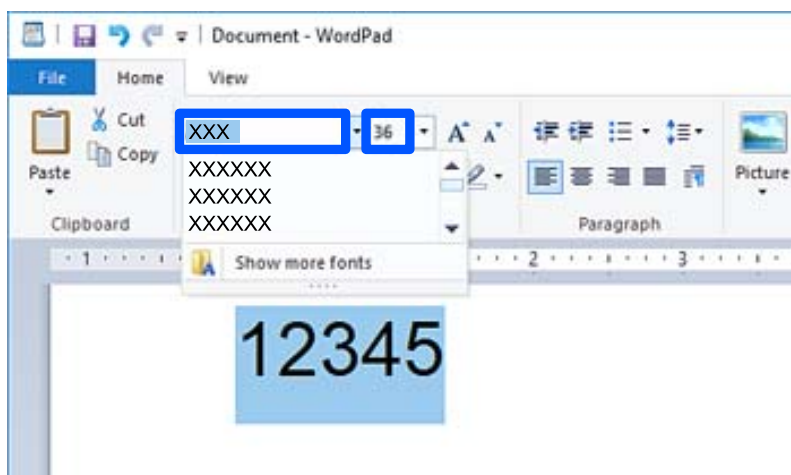 Document - WordPad
File Home View
Cut
XXX 36 A A
Copy
Paste
XXXXXX
Picture
XXXXXX
XXXXXX
Clipboard Paragraph
Show more fonts
1 2 3
12345